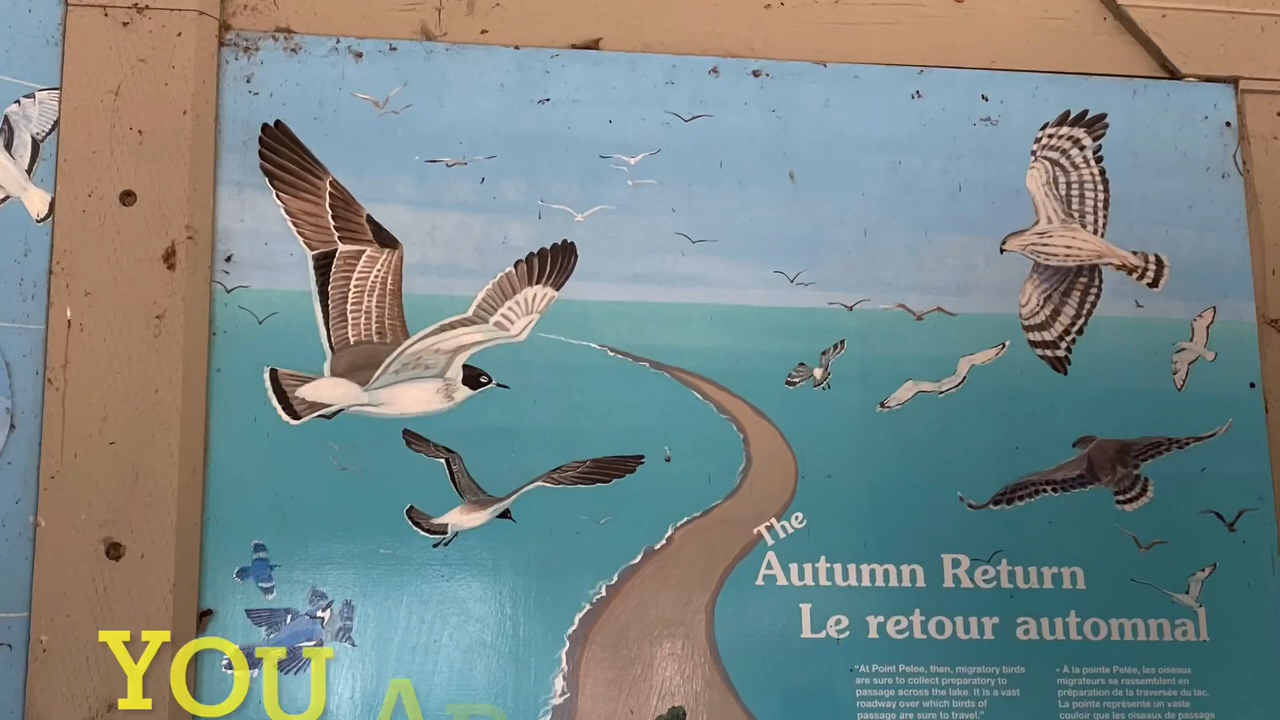 The
Autumn Return
Le retour automnal
"At Point Pelee, then, migratory birds
are sure to collect preparatory to
passage across the lake. It is a vast
roadway over which birds of
passage are sure to travel."
« À la pointe Pelée, les oiseaux
migrateurs se rassemblent en
préparation de la traversée du lac.
La pointe représente un vaste
couloir que les oiseaux de passage
YOU